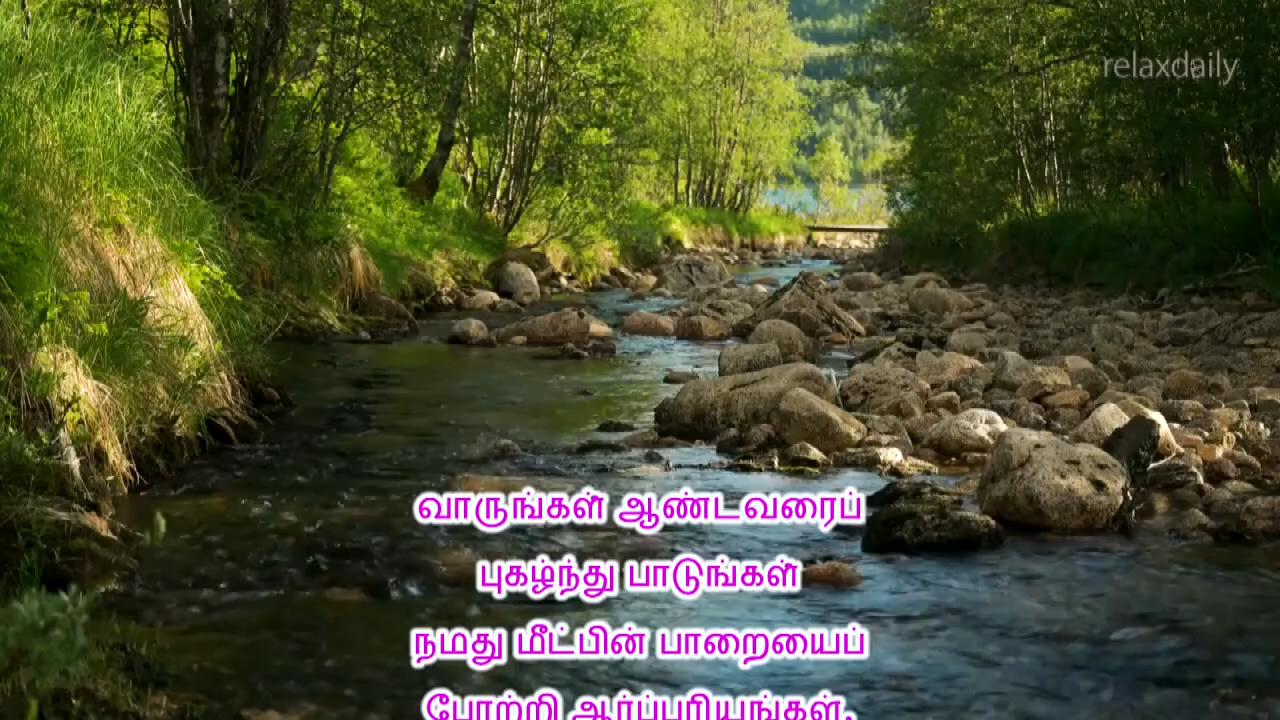 relaxdaily
வாருங்கள் ஆண்டவரைப்
புகழ்ந்து பாடுங்கள்
நமது மீட்பின் பாறையைப்
போற்றி ஆர்ப்பரியுங்கள்.